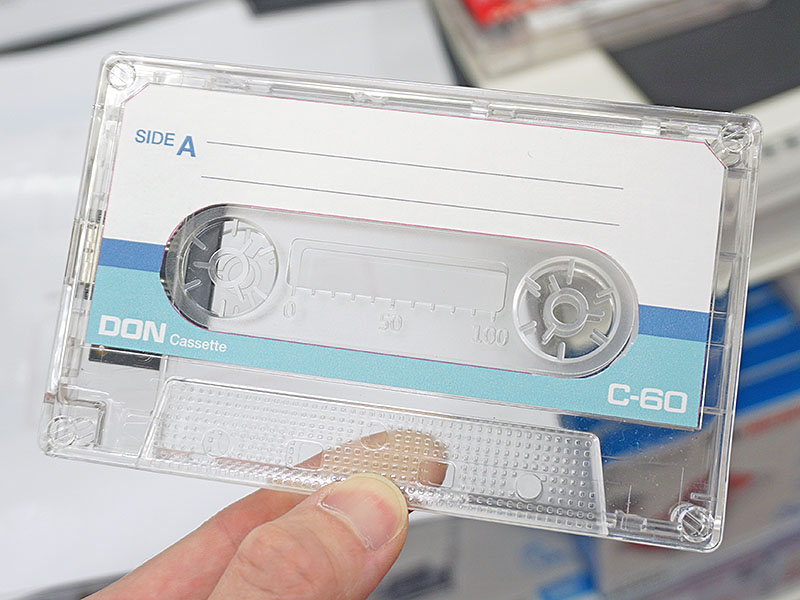 SIDE A
0 50 100
DON Cassette
C-60